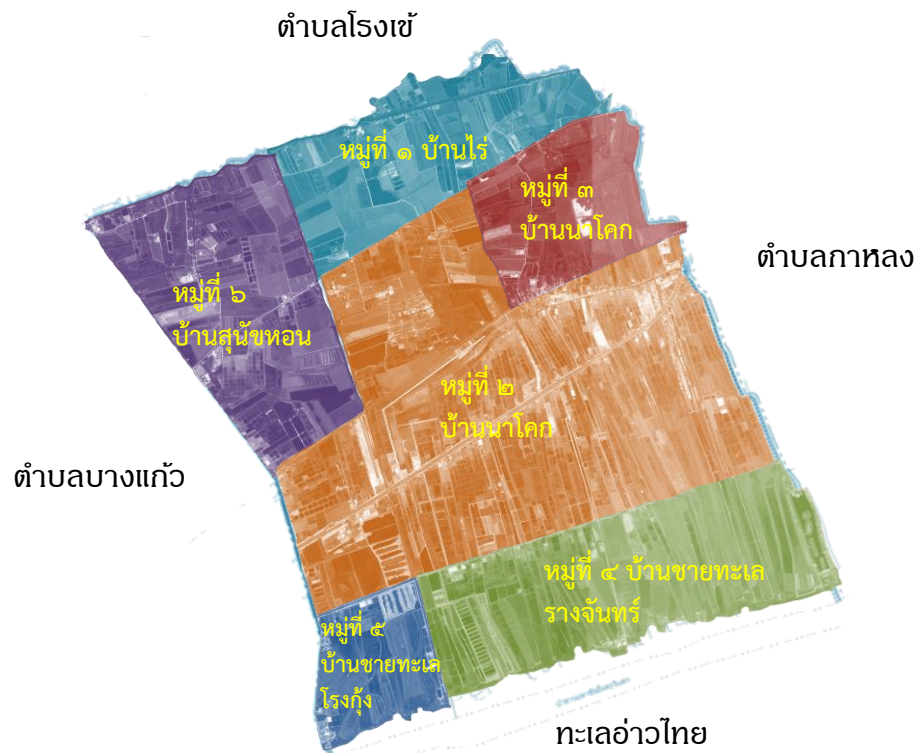 ตำบลโรงเข้
หมู่ที่ ๑ บ้านไร่
หมู่ที่ ๓
บ้านนาโคก
ตำบลกาหลง
หมู่ที่ ๖
บ้านสุนัขหอน
หมู่ที่ ๒
บ้านนาโคก
ตำบลบางแก้ว
หมู่ที่ ๔ บ้านชายทะเล
รางจันทร์
หมู่ที่ ๕
บ้านชายทะเล
โรงกุ้ง
ทะเลอ่าวไทย